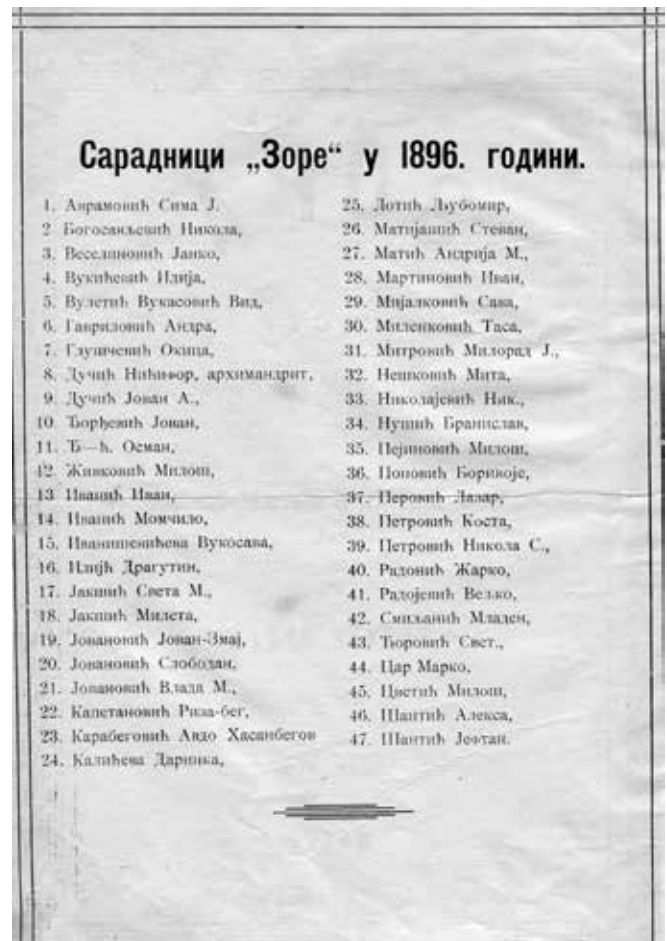 Сарадници „Зоре“ у 1896. години.
1. Аврамовић Сима Ј.
2 Богосављевић Никола,
3. Веселиновић Јанко,
4. Вукићевић Илија,
5. Вулетић Вукасовић Вид,
6. Гавриловић Андра,
7. Глушчевић Окица,
8. Дучић Нићифор, архимандрит,
9. Дучић Јован А.,
10. Ђорђевић Јован,
11. Ђ—ћ. Осман,
12. Живковић Милош,
13 Иванић Иван,
14. Иванић Момчило,
15. Иванишевићева Вукосава,
16. Илијћ Драгутин,
17. Јакшић Света М.,
18. Јакшић Милета,
19. Јовановић Јован-Змај,
20. Јовановић Слободан,
21. Јовановић Влада М.,
22. Капетановић Риза-бег,
23. Карабеговић Авдо Хасанбегов
24. Калићева Даринка,
25. Лотић Љубомир,
26. Матијашић Стеван,
27. Матић Андрија М.,
28. Мартиновић Иван,
29. Мијалковић Сава,
30. Миленковић Таса,
31. Митровић Милорад Ј.,
32. Нешковић Мита,
33. Николајевић Ник.,
34. Нушић Бранислав,
35. Пејиновић Милош,
36. Поповић Боривоје,
37. Перовић Лазар,
38. Петровић Коста,
39. Петровић Никола С.,
40. Радонић Жарко,
41. Радојевић Вељко,
42. Смиљанић Младен,
43. Ћоровић Свет.,
44. Цар Марко,
45. Цветић Милош,
46. Шантић Алекса,
47. Шантић Јефтан.